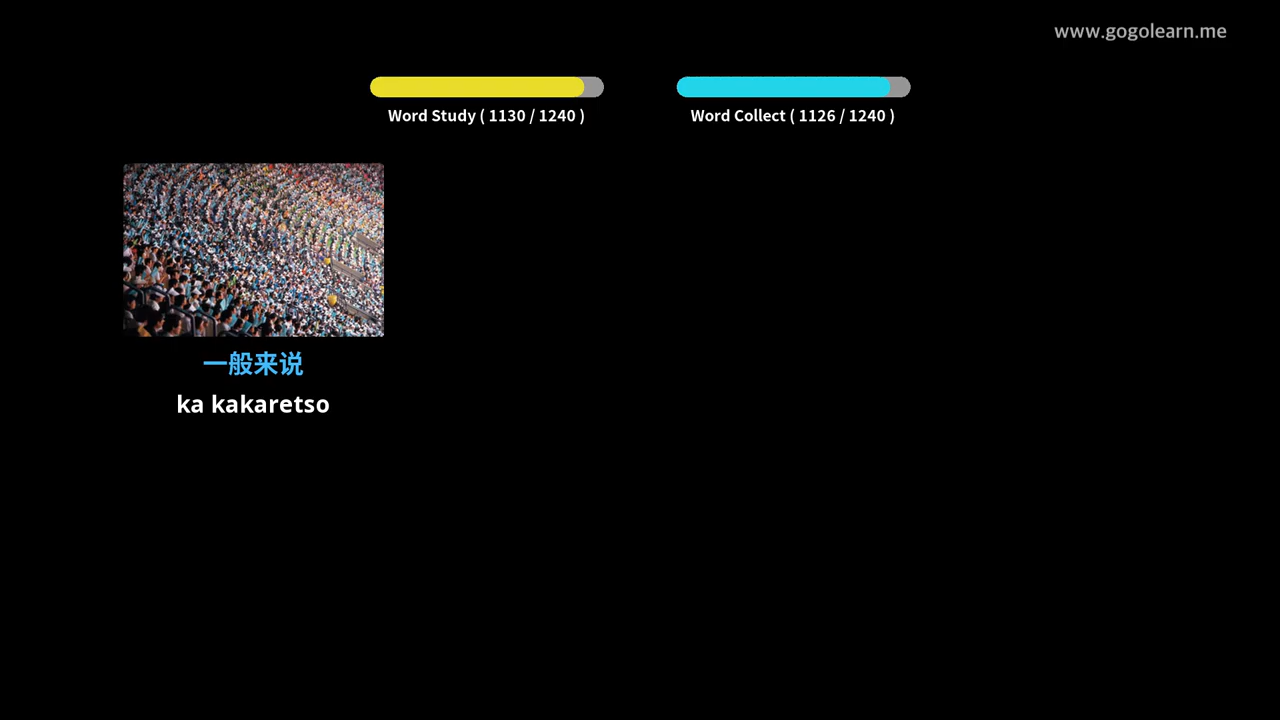 www.gogolearn.me
Word Study ( 1130 / 1240 )
Word Collect ( 1126 / 1240 )
一般来说
ka kakaretso